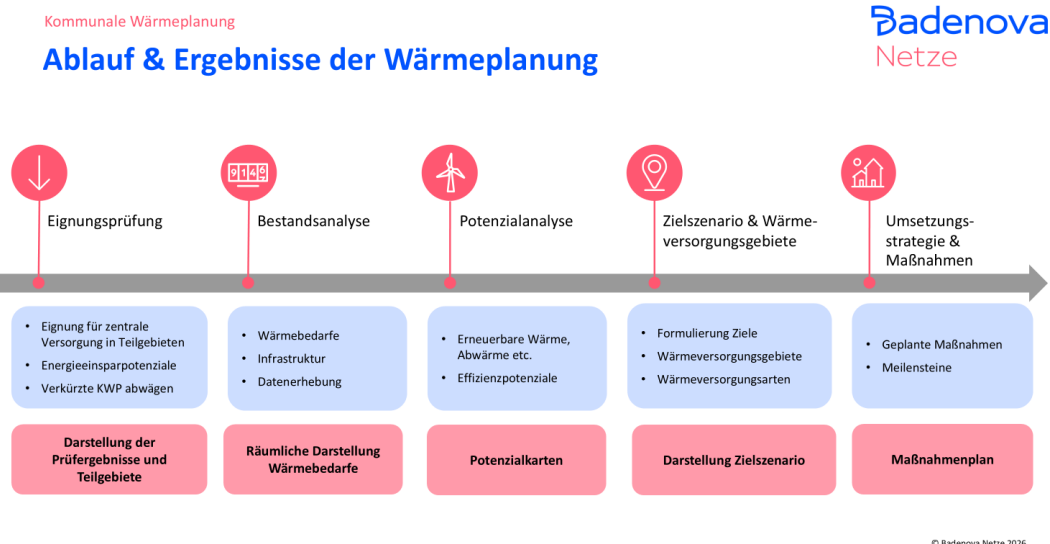 Kommunale Wärmeplanung
Ablauf & Ergebnisse der Wärmeplanung
Badenova
Netze
9146
Eignungsprüfung
Bestandsanalyse
Potenzialanalyse
Zielszenario & Wärme-
versorgungsgebiete
Umsetzungs-
strategie &
Maßnahmen
• Eignung für zentrale
Versorgung in Teilgebieten
• Energieeinsparpotenziale
• Verkürzte KWP abwägen
• Wärmebedarfe
• Infrastruktur
• Datenerhebung
• Erneuerbare Wärme,
Abwärme etc.
• Effizienzpotenziale
• Formulierung Ziele
• Wärmeversorgungsgebiete
• Wärmeversorgungsarten
• Geplante Maßnahmen
• Meilensteine
Darstellung der
Prüfergebnisse und
Teilgebiete
Räumliche Darstellung
Wärmebedarfe
Potenzialkarten
Darstellung Zielszenario
Maßnahmenplan
© Badenova Netze 2026